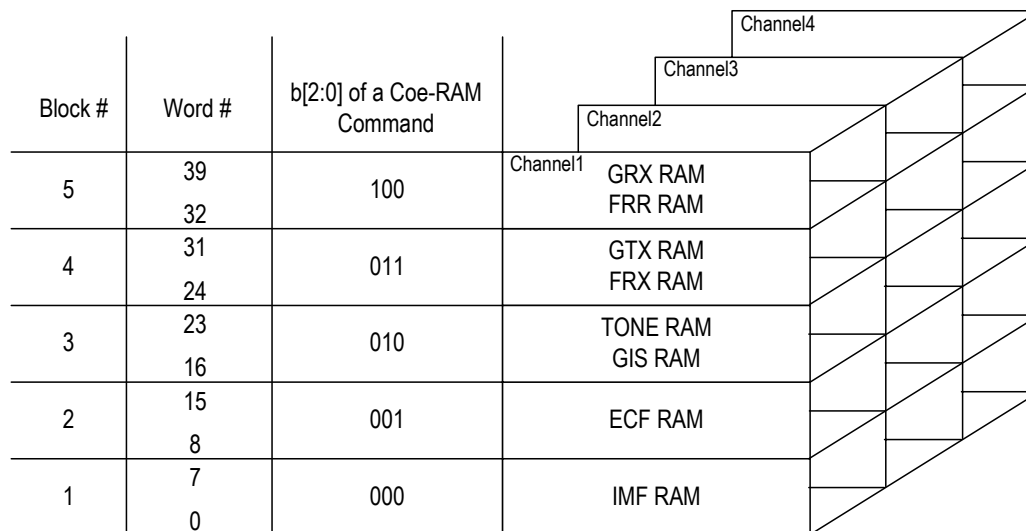 Channel4
Channel3
Channel2
Block #
Word #
b[2:0] of a Coe-RAM
Command
Channel1
5
39
32
100
GRX RAM
FRR RAM
4
31
24
011
GTX RAM
FRX RAM
3
23
16
010
TONE RAM
GIS RAM
2
15
8
001
ECF RAM
1
7
0
000
IMF RAM